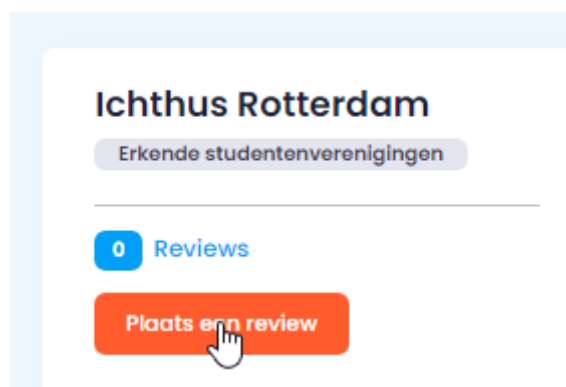 Ichthus Rotterdam
Erkende studentenverenigingen
0 Reviews
Plaats een review